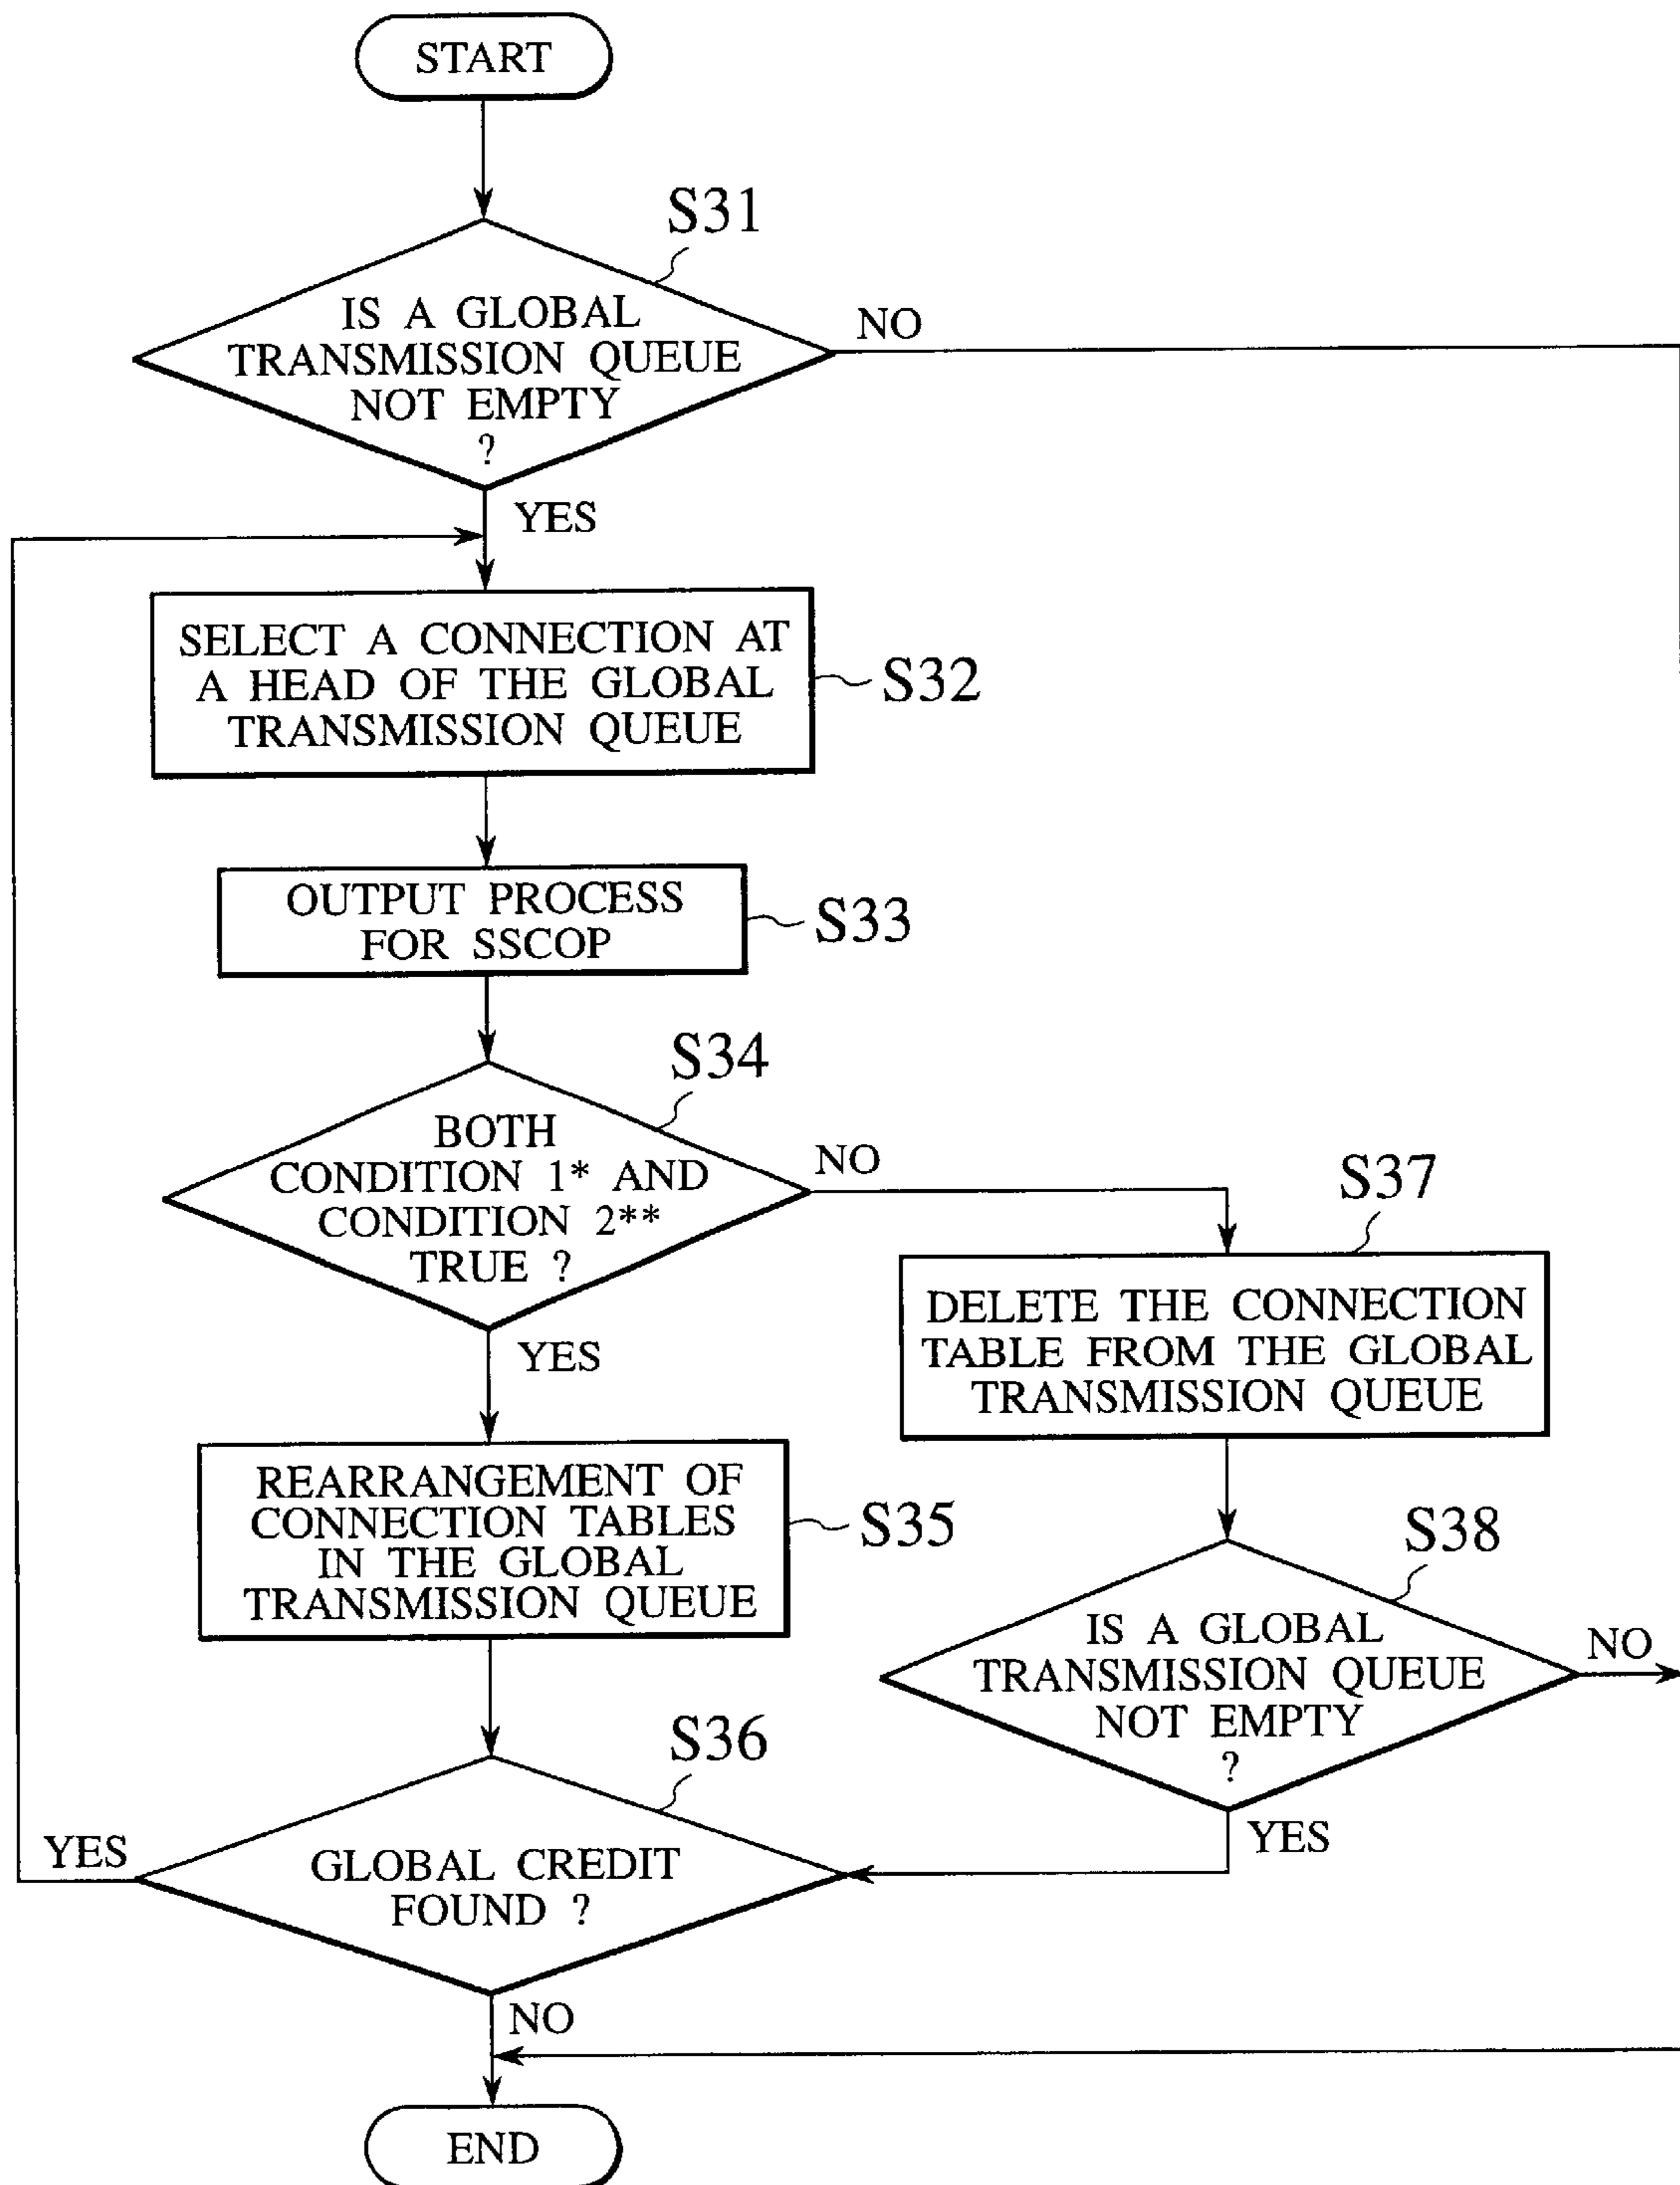 START
S31
IS A GLOBAL
TRANSMISSION QUEUE
NOT EMPTY
?
NO
YES
SELECT A CONNECTION AT
A HEAD OF THE GLOBAL
TRANSMISSION QUEUE
S32
OUTPUT PROCESS
FOR SSCOP
S33
S34
BOTH
CONDITION 1* AND
CONDITION 2**
TRUE ?
NO
YES
S37
DELETE THE CONNECTION
TABLE FROM THE GLOBAL
TRANSMISSION QUEUE
REARRANGEMENT OF
CONNECTION TABLES
IN THE GLOBAL
TRANSMISSION QUEUE
S35
S38
IS A GLOBAL
TRANSMISSION QUEUE
NOT EMPTY
?
NO
YES
S36
GLOBAL CREDIT
FOUND ?
YES
NO
END